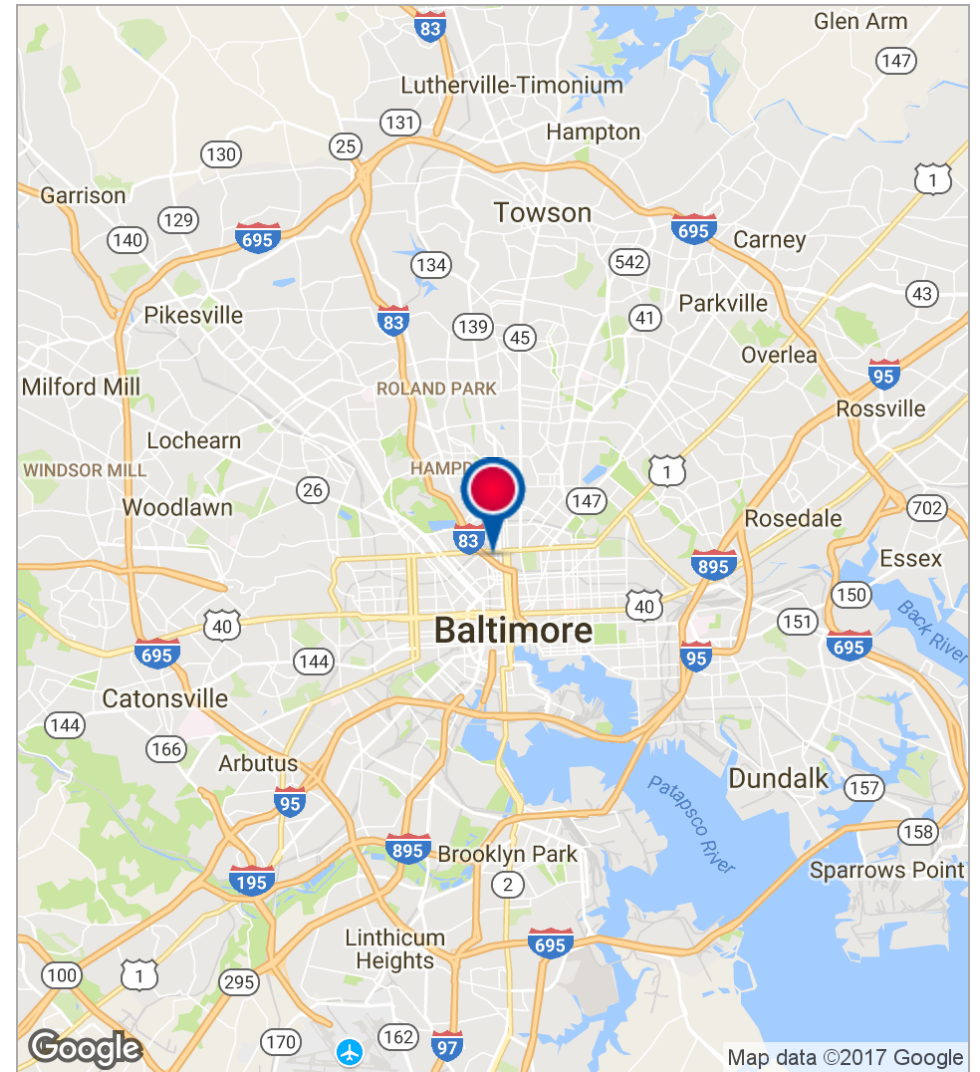 83
Glen Arm
147
Lutherville-Timonium
131
Hampton
25
130
1
Garrison
129
Towson
140
695
695
Carney
134
542
43
Parkville
Pikesville
83
139
41
45
Overlea
95
Milford Mill
ROLAND PARK
Rossville
Lochearn
WINDSOR MILL
HAMPD
1
26
147
Woodlawn
702
Rosedale
83
Essex
895
150
40
40
151
Back River
Baltimore
695
695
95
144
Catonsville
144
166
Arbutus
Dundalk
157
95
Patapsco River
158
895
Brooklyn Park
195
Sparrows Point
2
Linthicum
Heights
695
100
1
295
170
162
97
Google
Map data ©2017 Google